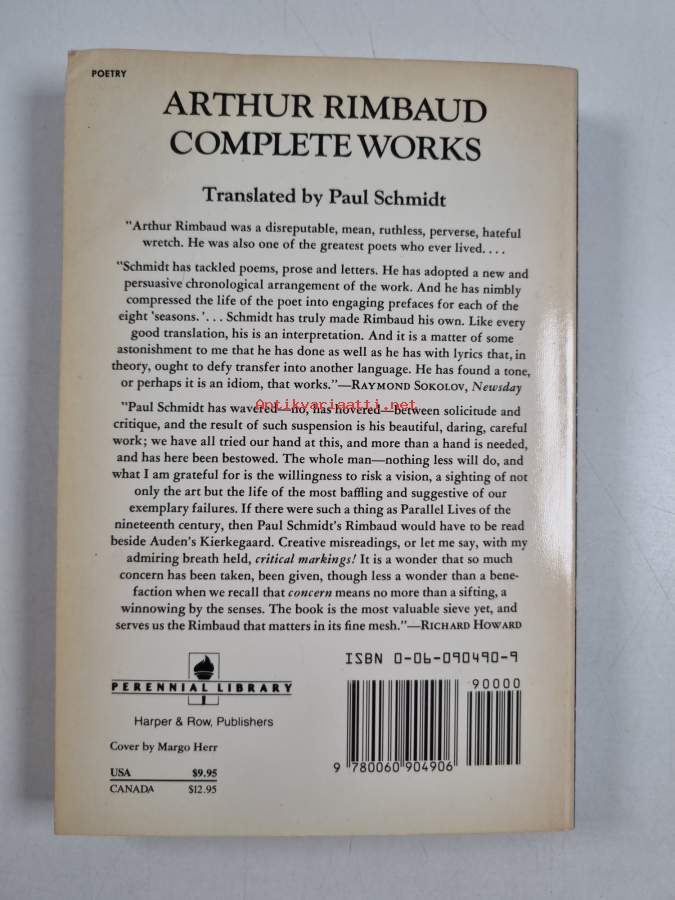 POETRY
ARTHUR RIMBAUD
COMPLETE WORKS
Translated by Paul Schmidt
"Arthur Rimbaud was a disreputable, mean, ruthless, perverse, hateful
wretch. He was also one of the greatest poets who ever lived. . . .
"Schmidt has tackled poems, prose and letters. He has adopted a new and
persuasive chronological arrangement of the work. And he has nimbly
compressed the life of the poet into engaging prefaces for each of the
eight 'seasons.'. . . Schmidt has truly made Rimbaud his own. Like every
good translation, his is an interpretation. And it is a matter of some
astonishment to me that he has done as well as he has with lyrics that, in
theory, ought to defy transfer into another language. He has found a tone,
or perhaps it is an idiom, that works."—RAYMOND SOKOLOV, Newsday
Antikvariaatti.net
"Paul Schmidt has wavered—no, has hovered—between solicitude and
critique, and the result of such suspension is his beautiful, daring, careful
work; we have all tried our hand at this, and more than a hand is needed,
and has here been bestowed. The whole man—nothing less will do, and
what I am grateful for is the willingness to risk a vision, a sighting of not
only the art but the life of the most baffling and suggestive of our
exemplary failures. If there were such a thing as Parallel Lives of the
nineteenth century, then Paul Schmidt's Rimbaud would have to be read
beside Auden's Kierkegaard. Creative misreadings, or let me say, with my
admiring breath held, critical markings! It is a wonder that so much
concern has been taken, been given, though less a wonder than a bene-
faction when we recall that concern means no more than a sifting, a
winnowing by the senses. The book is the most valuable sieve yet, and
serves us the Rimbaud that matters in its fine mesh."—RICHARD HOWARD
PERENNIAL LIBRARY
Harper & Row, Publishers
Cover by Margo Herr
USA $9.95
CANADA $12.95
ISBN 0-06-090490-9
90000
9 780060 904906